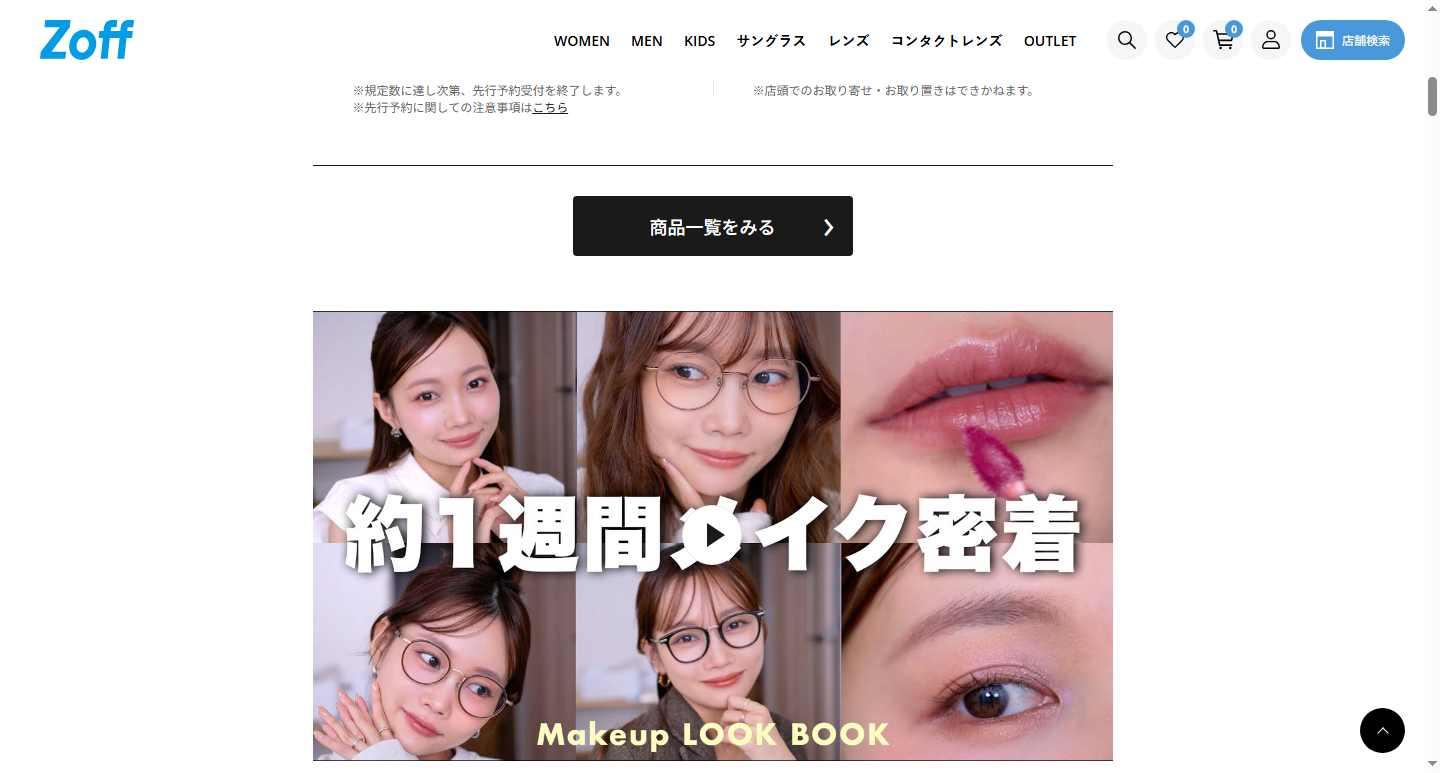 Zoff
WOMEN MEN KIDS サングラス レンズ コンタクトレンズ OUTLET
0
0
店舗検索
※規定数に達し次第、先行予約受付を終了します。
※先行予約に関しての注意事項はこちら
※店頭でのお取り寄せ・お取り置きはできかねます。
商品一覧をみる
約1週間メイク密着
Makeup LOOK BOOK